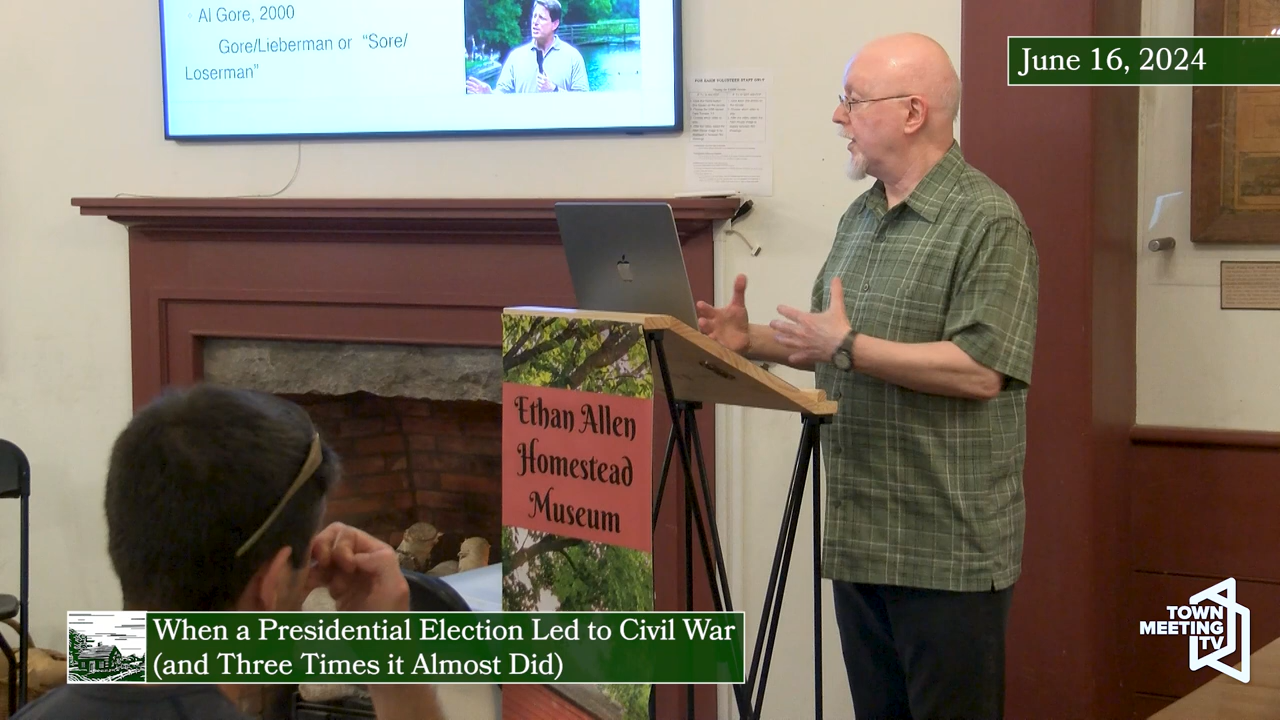 Al Gore, 2000
Gore/Lieberman or "Sore/
Loserman"
June 16, 2024
Ethan Allen
Homestead
Museum
When a Presidential Election Led to Civil War
(and Three Times it Almost Did)
TOWN
MEETING
TV